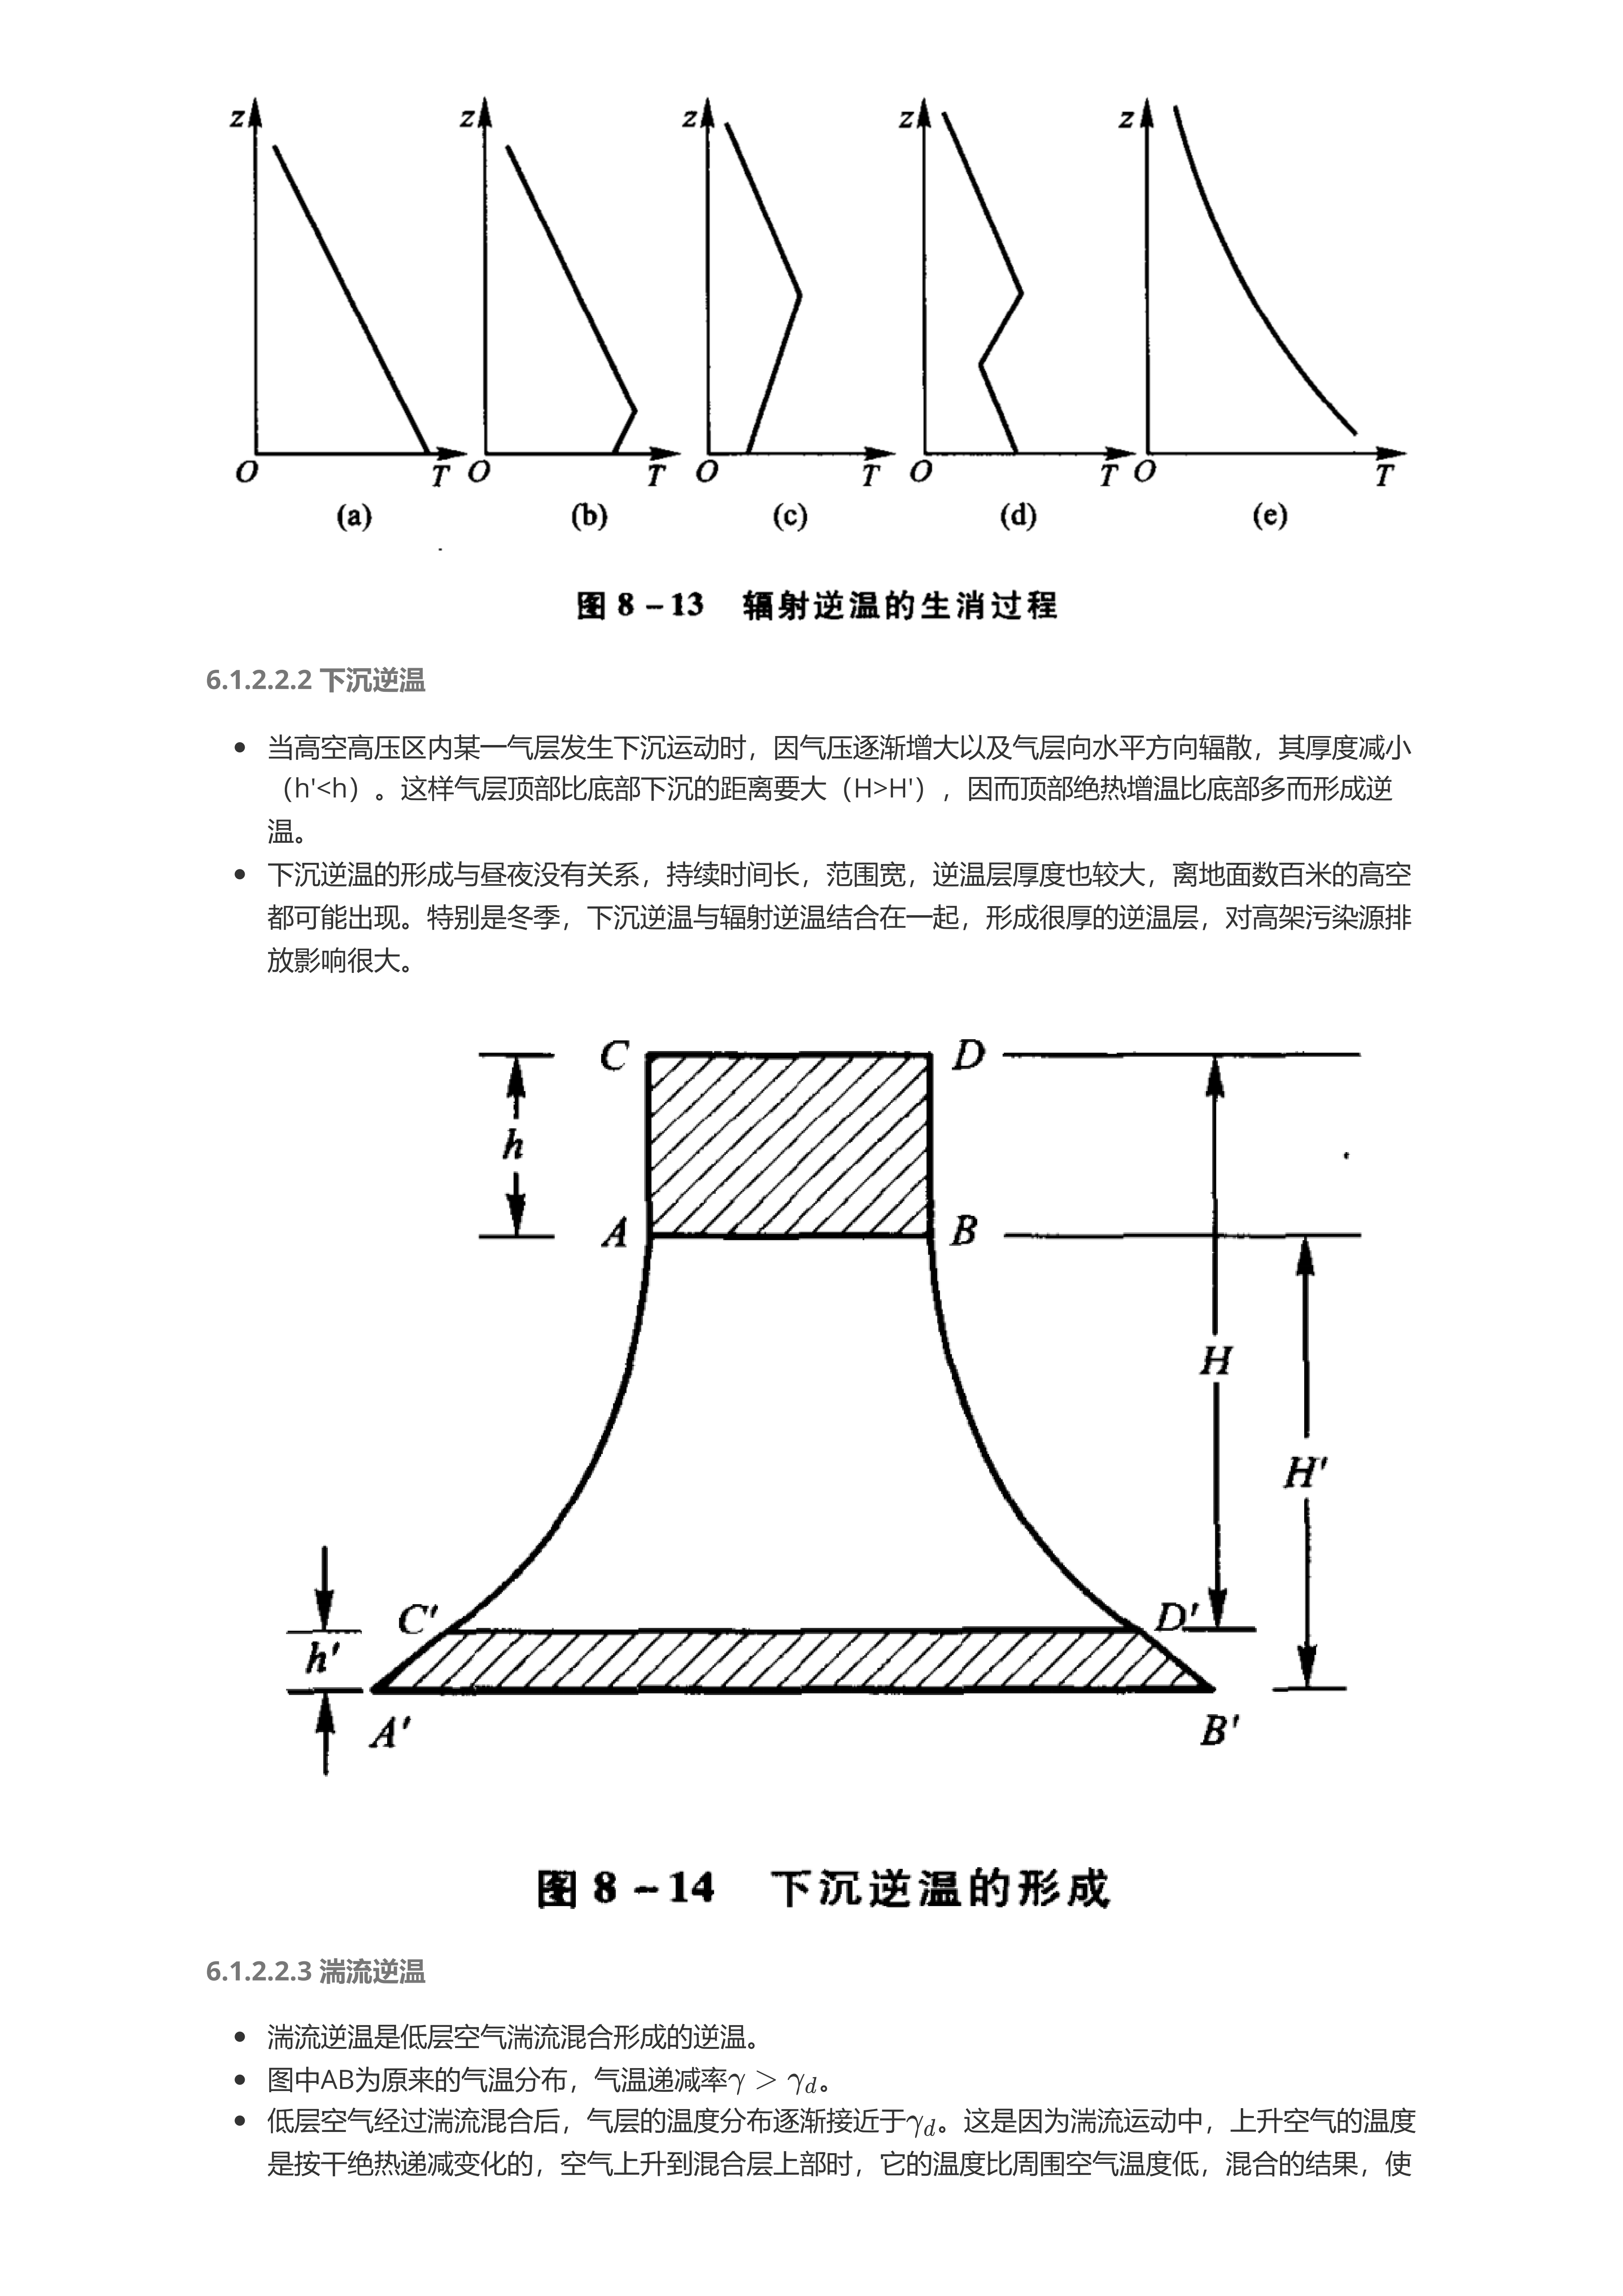 z z z z z
O T O T O T O T O T
(a) (b) (c) (d) (e)
图 8－13 辐射逆温的生消过程
6.1.2.2.2 下沉逆温
• 当高空高压区内某一气层发生下沉运动时，因气压逐渐增大以及气层向水平方向辐散，其厚度减小
（h'<h）。这样气层顶部比底部下沉的距离要大（H>H'），因而顶部绝热增温比底部多而形成逆
温。
• 下沉逆温的形成与昼夜没有关系，持续时间长，范围宽，逆温层厚度也较大，离地面数百米的高空
都可能出现。特别是冬季，下沉逆温与辐射逆温结合在一起，形成很厚的逆温层，对高架污染源排
放影响很大。
C D
h
A B
H
H'
C' D'
h'
A' B'
图 8－14 下沉逆温的形成
6.1.2.2.3 湍流逆温
• 湍流逆温是低层空气湍流混合形成的逆温。
• 图中AB为原来的气温分布，气温递减率γ > γd。
• 低层空气经过湍流混合后，气层的温度分布逐渐接近于γd。这是因为湍流运动中，上升空气的温度
是按干绝热递减变化的，空气上升到混合层上部时，它的温度比周围空气温度低，混合的结果，使